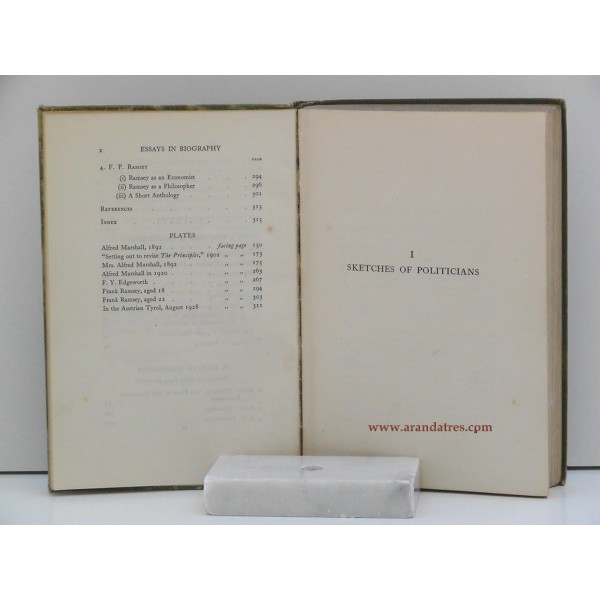 x ESSAYS IN BIOGRAPHY
PAGE
4. F. P. Ramsey
(i) Ramsey as an Economist . . 294
(ii) Ramsey as a Philosopher . . 296
(iii) A Short Anthology . . . 301
References . . . . . . 313
Index . . . . . . 315
PLATES
Alfred Marshall, 1892 . . facing page 150
"Setting out to revise The Principles," 1901 „ „ 173
Mrs. Alfred Marshall, 1892 . „ „ 175
Alfred Marshall in 1920 . „ „ 263
F. Y. Edgeworth . . . „ „ 267
Frank Ramsey, aged 18 . . „ „ 294
Frank Ramsey, aged 22 . . „ „ 303
In the Austrian Tyrol, August 1928 . „ „ 311
I
SKETCHES OF POLITICIANS
www.arandatres.com